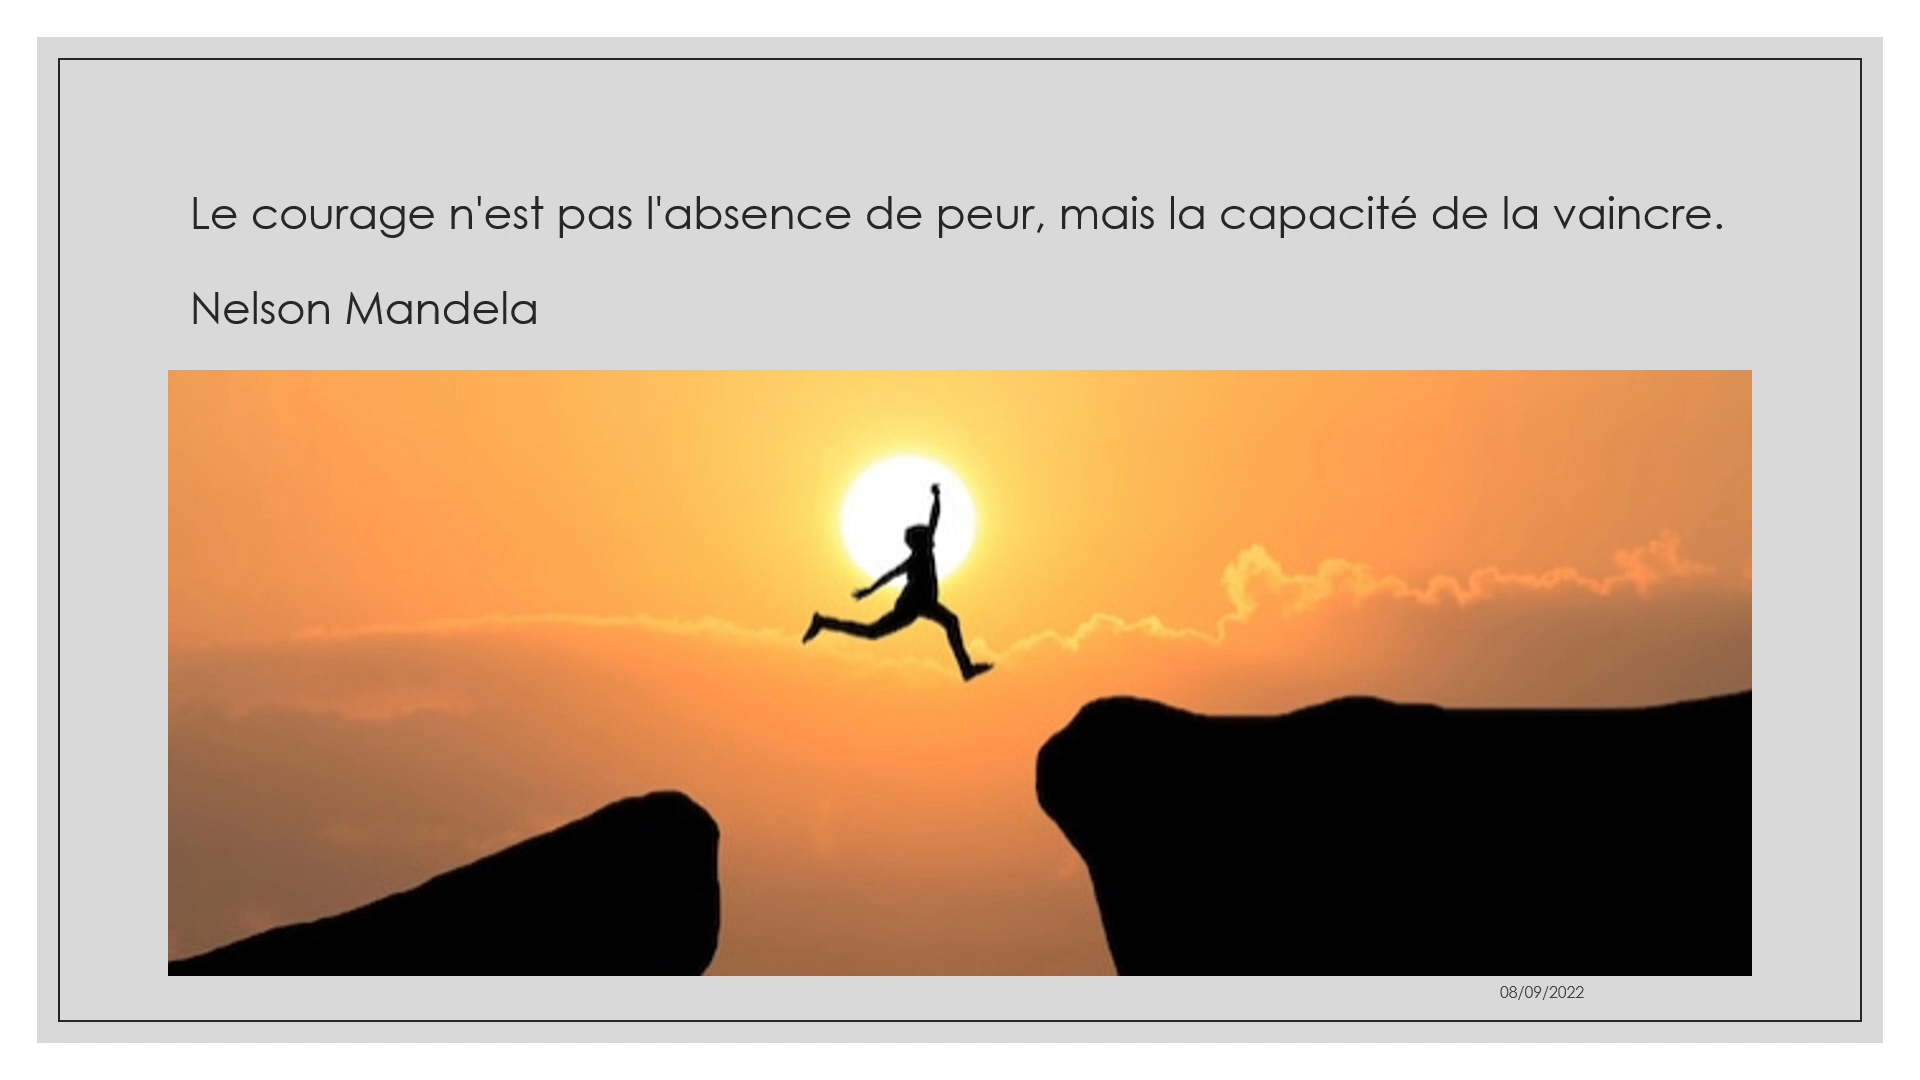 Le courage n'est pas l'absence de peur, mais la capacité de la vaincre.
Nelson Mandela
08/09/2022